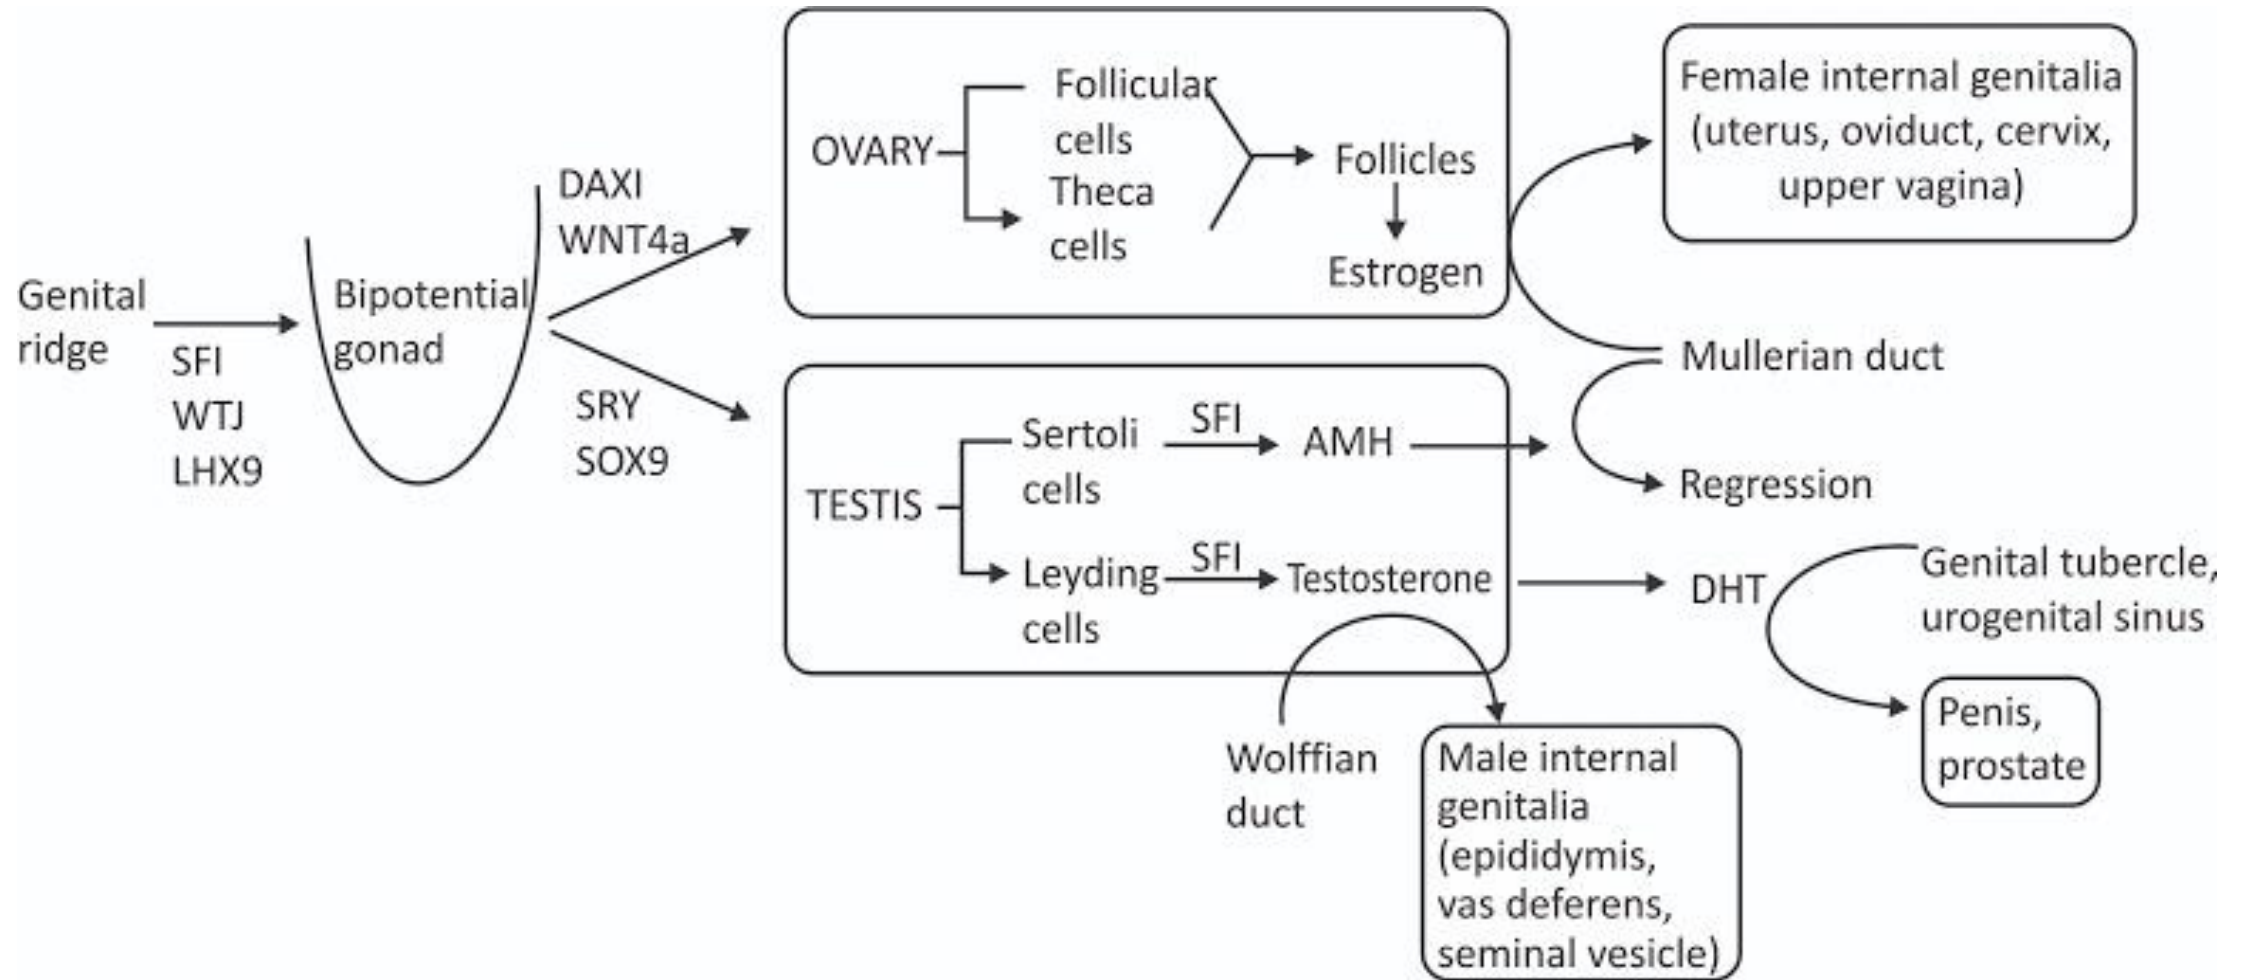 Genital
ridge
SFI
WTJ
LHX9
Bipotential
gonad
DAXI
WNT4a
SRY
SOX9
OVARY
Follicular
cells
Theca
cells
Follicles
Estrogen
Female internal genitalia
(uterus, oviduct, cervix,
upper vagina)
Mullerian duct
Regression
TESTIS
Sertoli
cells
SFI
AMH
Leyding
cells
SFI
Testosterone
DHT
Genital tubercle,
urogenital sinus
Penis,
prostate
Wolffian
duct
Male internal
genitalia
(epididymis,
vas deferens,
seminal vesicle)